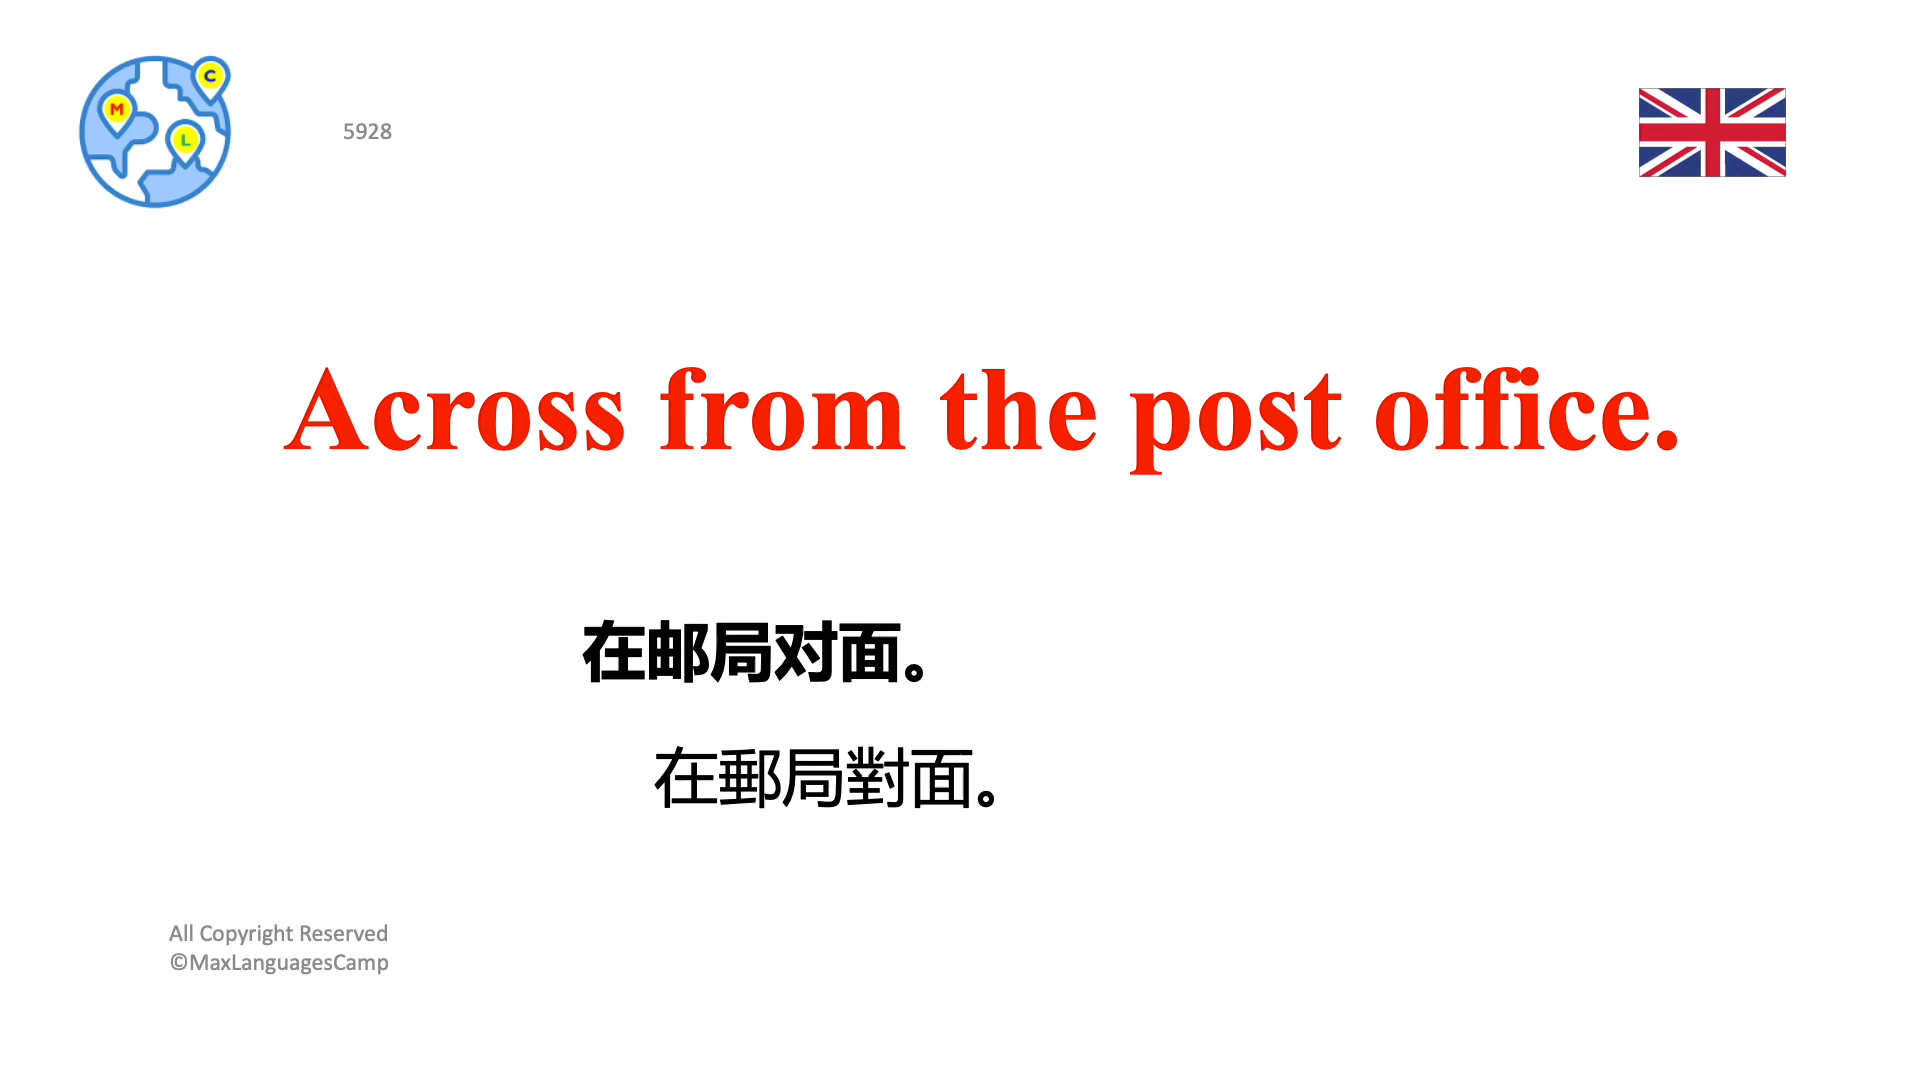 C
M
L
5928
Across from the post office.
在邮局对面。
在郵局對面。
All Copyright Reserved
©MaxLanguagesCamp